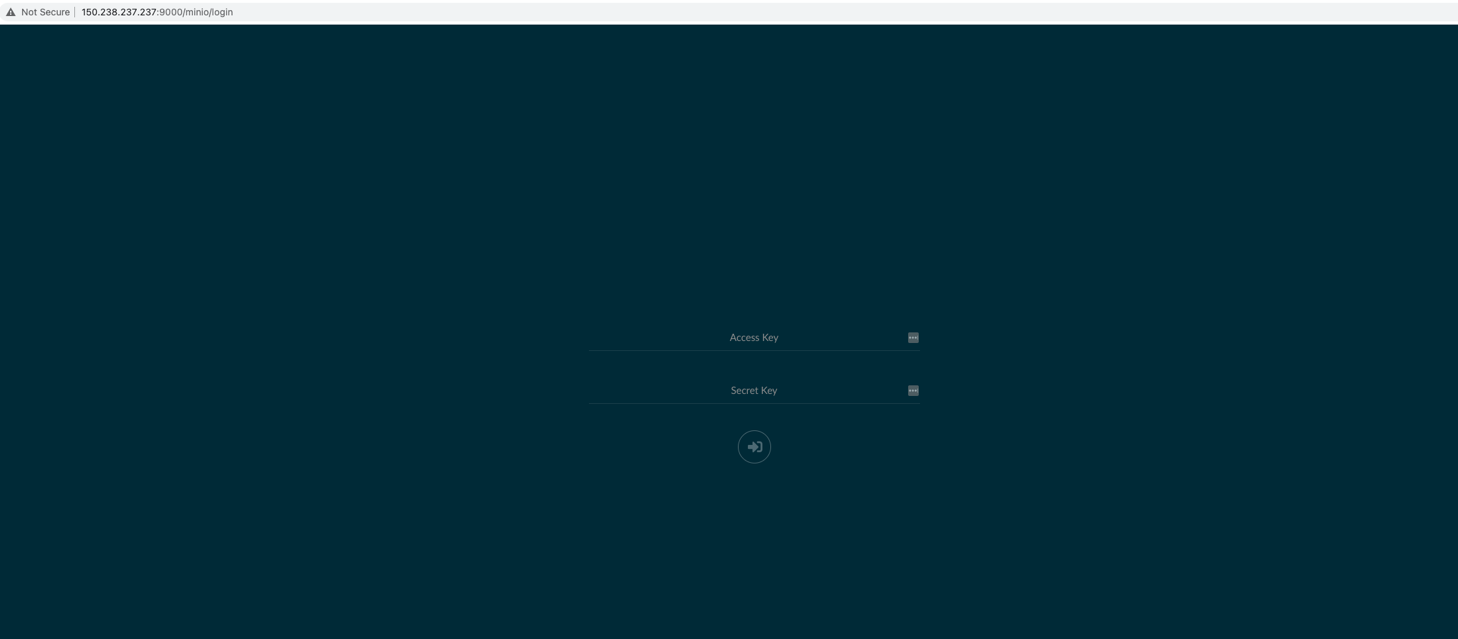 Not Secure | 150.238.237.237:9000/minio/login
Access Key
Secret Key